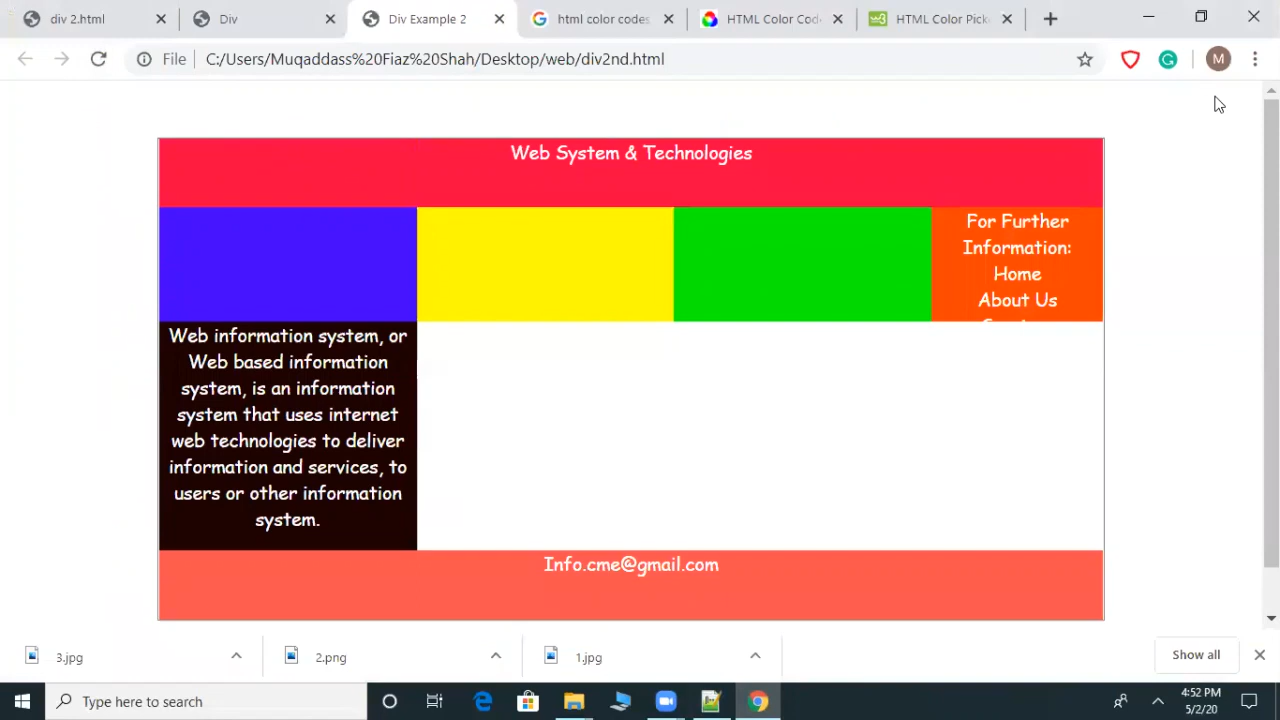 div 2.html
Div
Div Example 2
html color codes
HTML Color Cod
HTML Color Pick
File
C:/Users/Muqaddass%20Fiaz%20Shah/Desktop/web/div2nd.html
M
Web System & Technologies
For Further
Information:
Home
About Us
Web information system, or
Web based information
system, is an information
system that uses internet
web technologies to deliver
information and services, to
users or other information
system.
Info.cme@gmail.com
3.jpg
2.png
1.jpg
Show all
Type here to search
4:52 PM
5/2/20